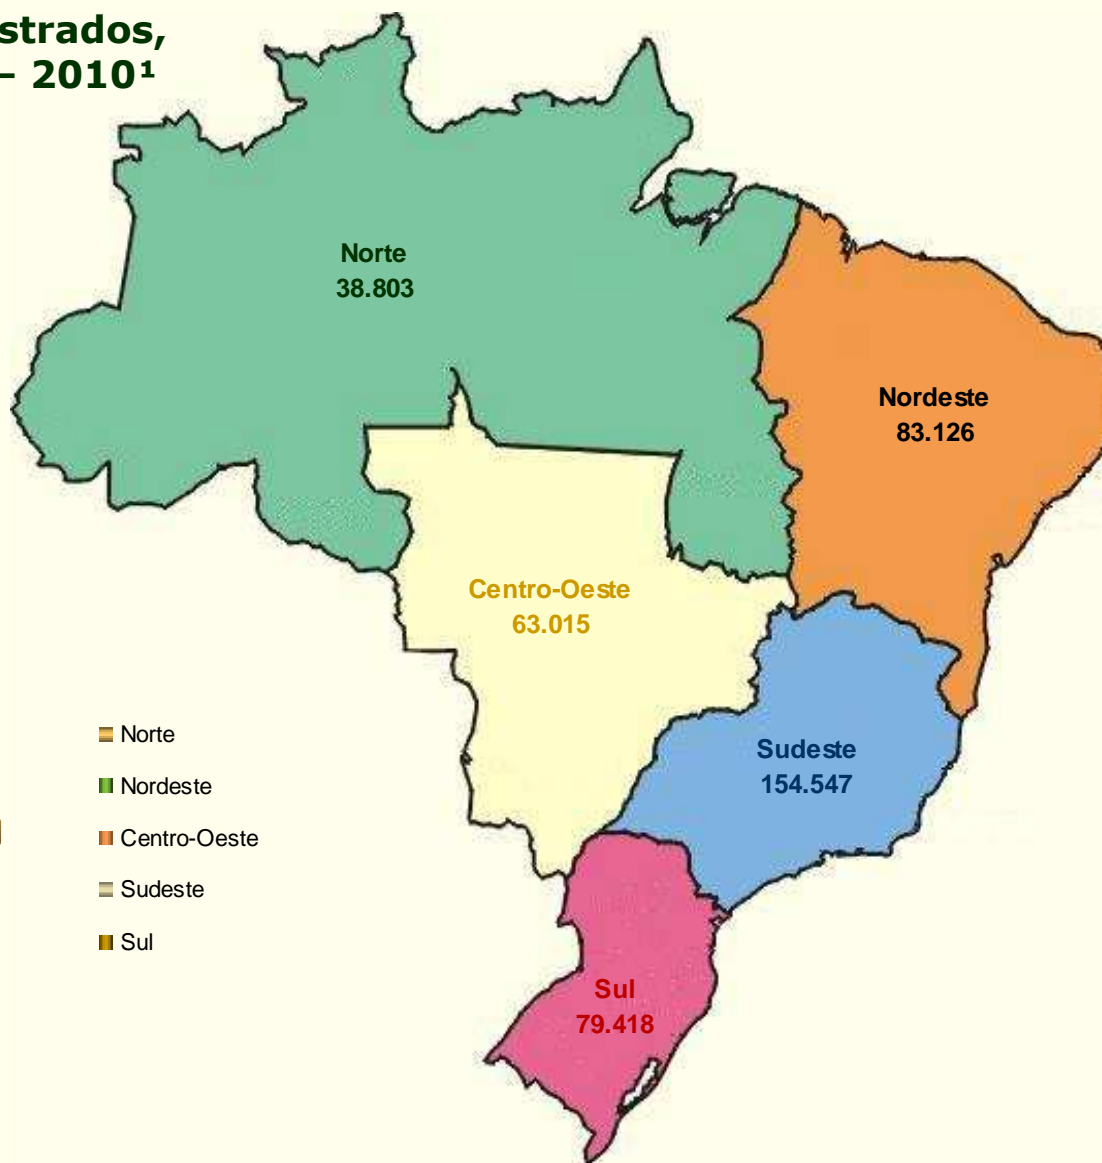 strados,
– 2010¹
Norte
38.803
Nordeste
83.126
Centro-Oeste
63.015
Sudeste
154.547
Sul
79.418
Norte
Nordeste
Centro-Oeste
Sudeste
Sul